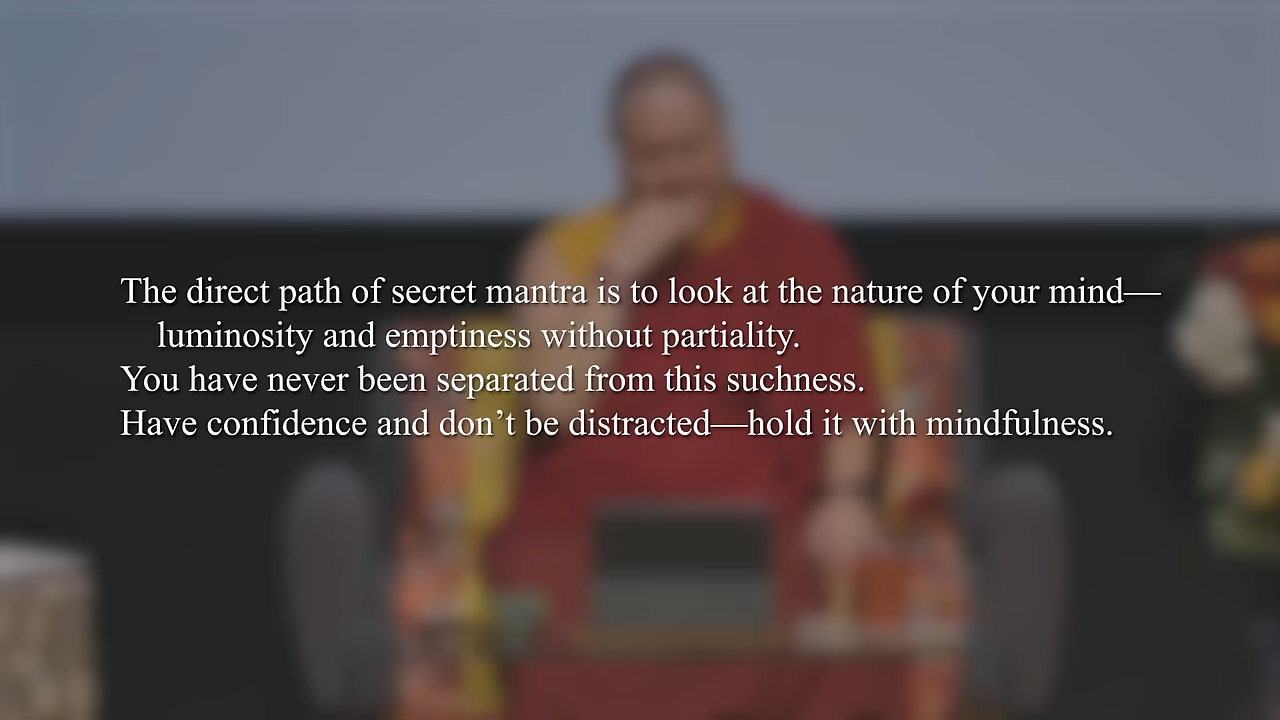 The direct path of secret mantra is to look at the nature of your mind—
luminosity and emptiness without partiality.
You have never been separated from this suchness.
Have confidence and don’t be distracted—hold it with mindfulness.